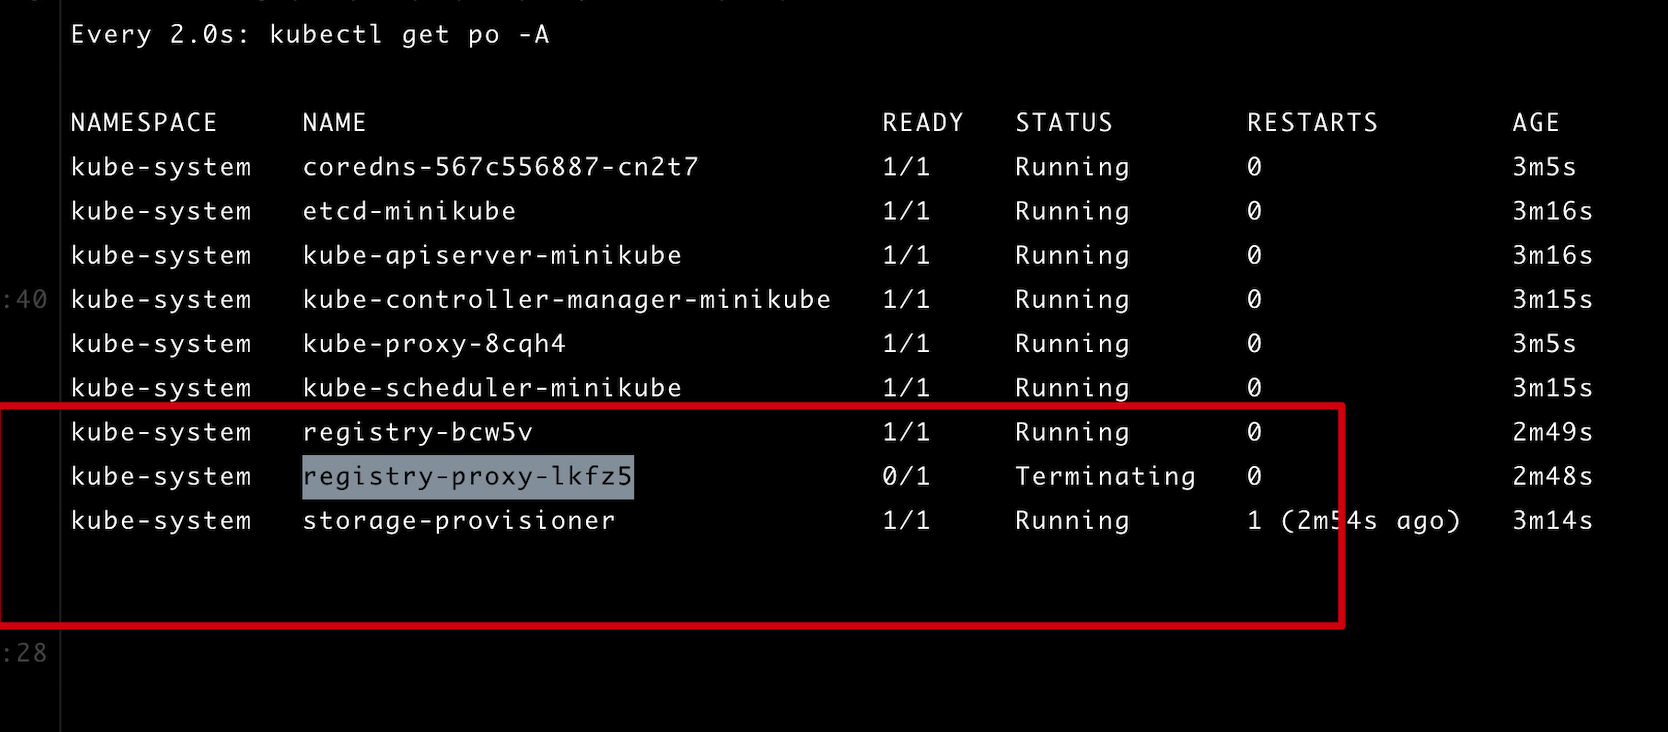 Every 2.0s: kubectl get po -A
NAMESPACE NAME READY STATUS RESTARTS AGE
kube-system coredns-567c556887-cn2t7 1/1 Running 0 3m5s
kube-system etcd-minikube 1/1 Running 0 3m16s
kube-system kube-apiserver-minikube 1/1 Running 0 3m16s
:40 kube-system kube-controller-manager-minikube 1/1 Running 0 3m15s
kube-system kube-proxy-8cqh4 1/1 Running 0 3m5s
kube-system kube-scheduler-minikube 1/1 Running 0 3m15s
kube-system registry-bcw5v 1/1 Running 0 2m49s
kube-system registry-proxy-lkfz5 0/1 Terminating 0 2m48s
kube-system storage-provisioner 1/1 Running 1 (2m54s ago) 3m14s
:28